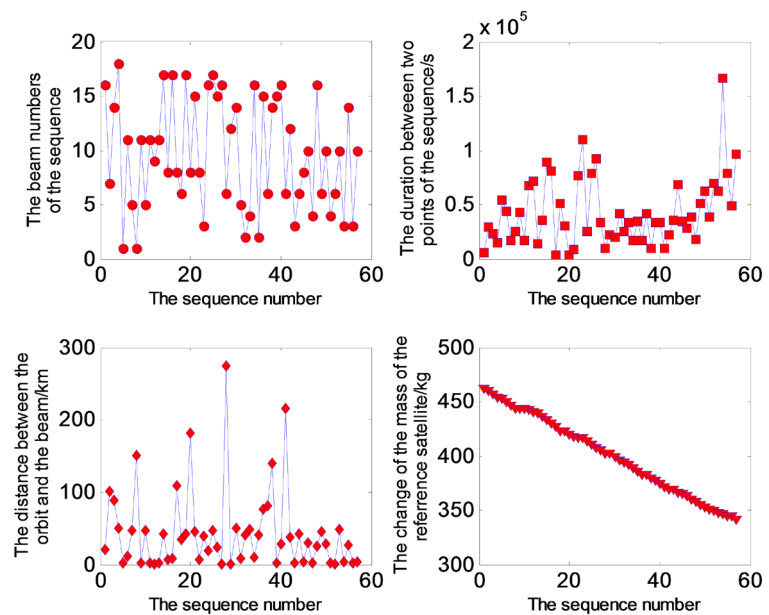 20
15
10
5
0
0
20
40
60
The beam numbers
of the sequence
The sequence number
2 x 10^5
1.5
1
0.5
0
0
20
40
60
The duration betweeen two
points of the sequence/s
The sequence number
300
200
100
0
0
20
40
60
The distance between the
orbit and the beam/km
The sequence number
500
450
400
350
300
0
20
40
60
The change of the mass of the
referrence satellite/kg
The sequence number